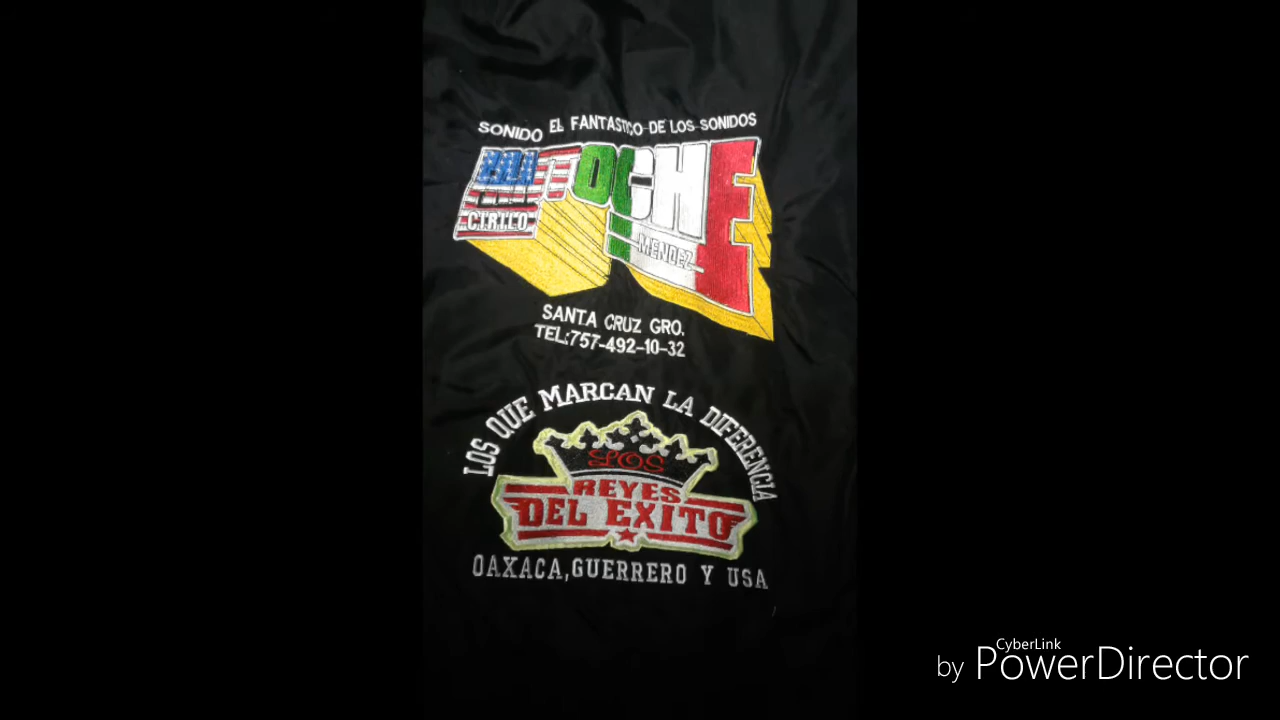 SONIDO EL FANTASTICO DE LOS SONIDOS
CIRILO
MENDEZ
SANTA CRUZ GRO.
TEL:757-492-10-32
LOS QUE MARCAN LA DIFERENCIA
LOS
REYES
DEL EXITO
OAXACA,GUERRERO Y USA
CyberLink
by PowerDirector